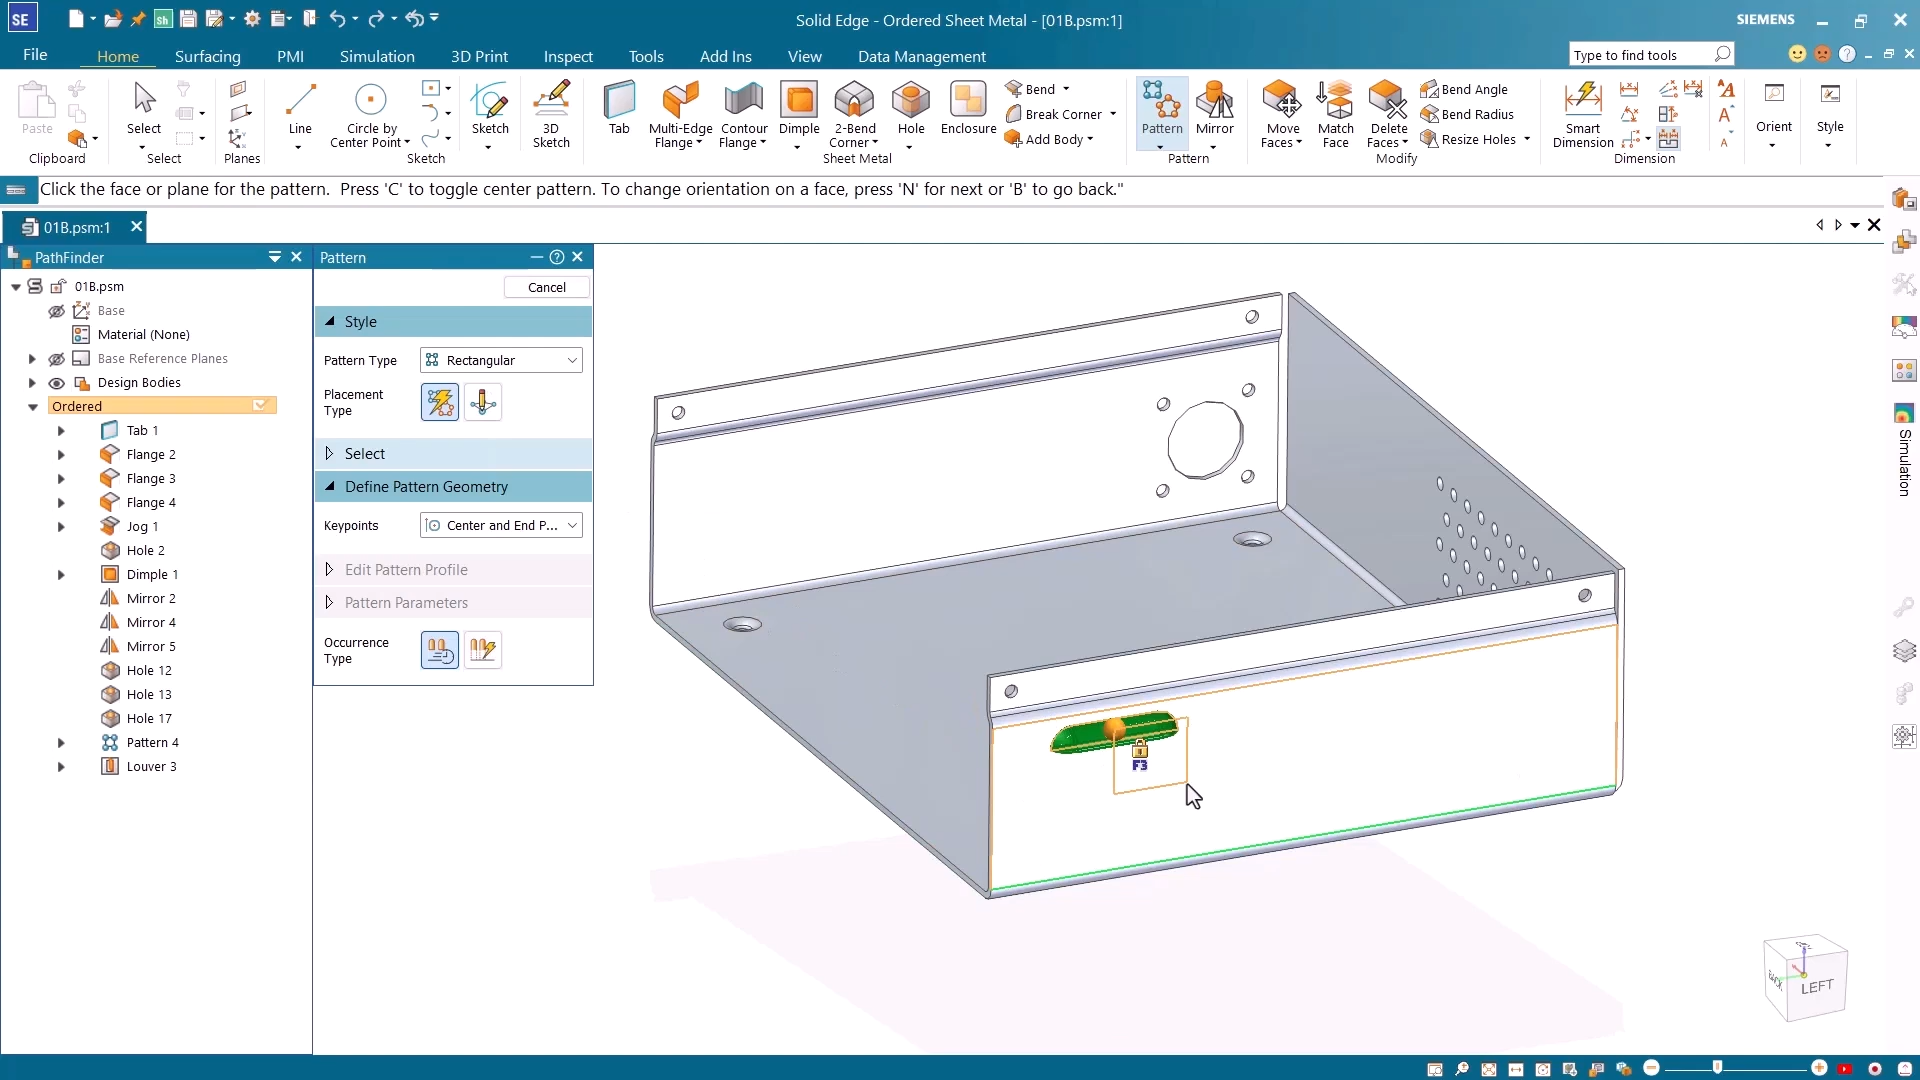 SE
Sh
Solid Edge - Ordered Sheet Metal - [01B.psm:1]
SIEMENS
File
Home
Surfacing
PMI
Simulation
3D Print
Inspect
Tools
Add Ins
View
Data Management
Type to find tools
Paste
Clipboard
Select
Select
Planes
Line
Circle by
Center Point
Sketch
Sketch
3D
Sketch
Tab
Multi-Edge
Flange
Contour
Flange
Dimple
2-Bend
Corner
Hole
Enclosure
Bend
Break Corner
Add Body
Sheet Metal
Pattern
Mirror
Pattern
Move
Faces
Match
Face
Delete
Faces
Bend Angle
Bend Radius
Resize Holes
Modify
Smart
Dimension
Dimension
Orient
Style
Click the face or plane for the pattern.  Press 'C' to toggle center pattern. To change orientation on a face, press 'N' for next or 'B' to go back."
01B.psm:1
PathFinder
01B.psm
Base
Material (None)
Base Reference Planes
Design Bodies
Ordered
Tab 1
Flange 2
Flange 3
Flange 4
Jog 1
Hole 2
Dimple 1
Mirror 2
Mirror 4
Mirror 5
Hole 12
Hole 13
Hole 17
Pattern 4
Louver 3
Pattern
Cancel
Style
Pattern Type
Rectangular
Placement
Type
Select
Define Pattern Geometry
Keypoints
Center and End P...
Edit Pattern Profile
Pattern Parameters
Occurrence
Type
F3
LEFT
Simulation